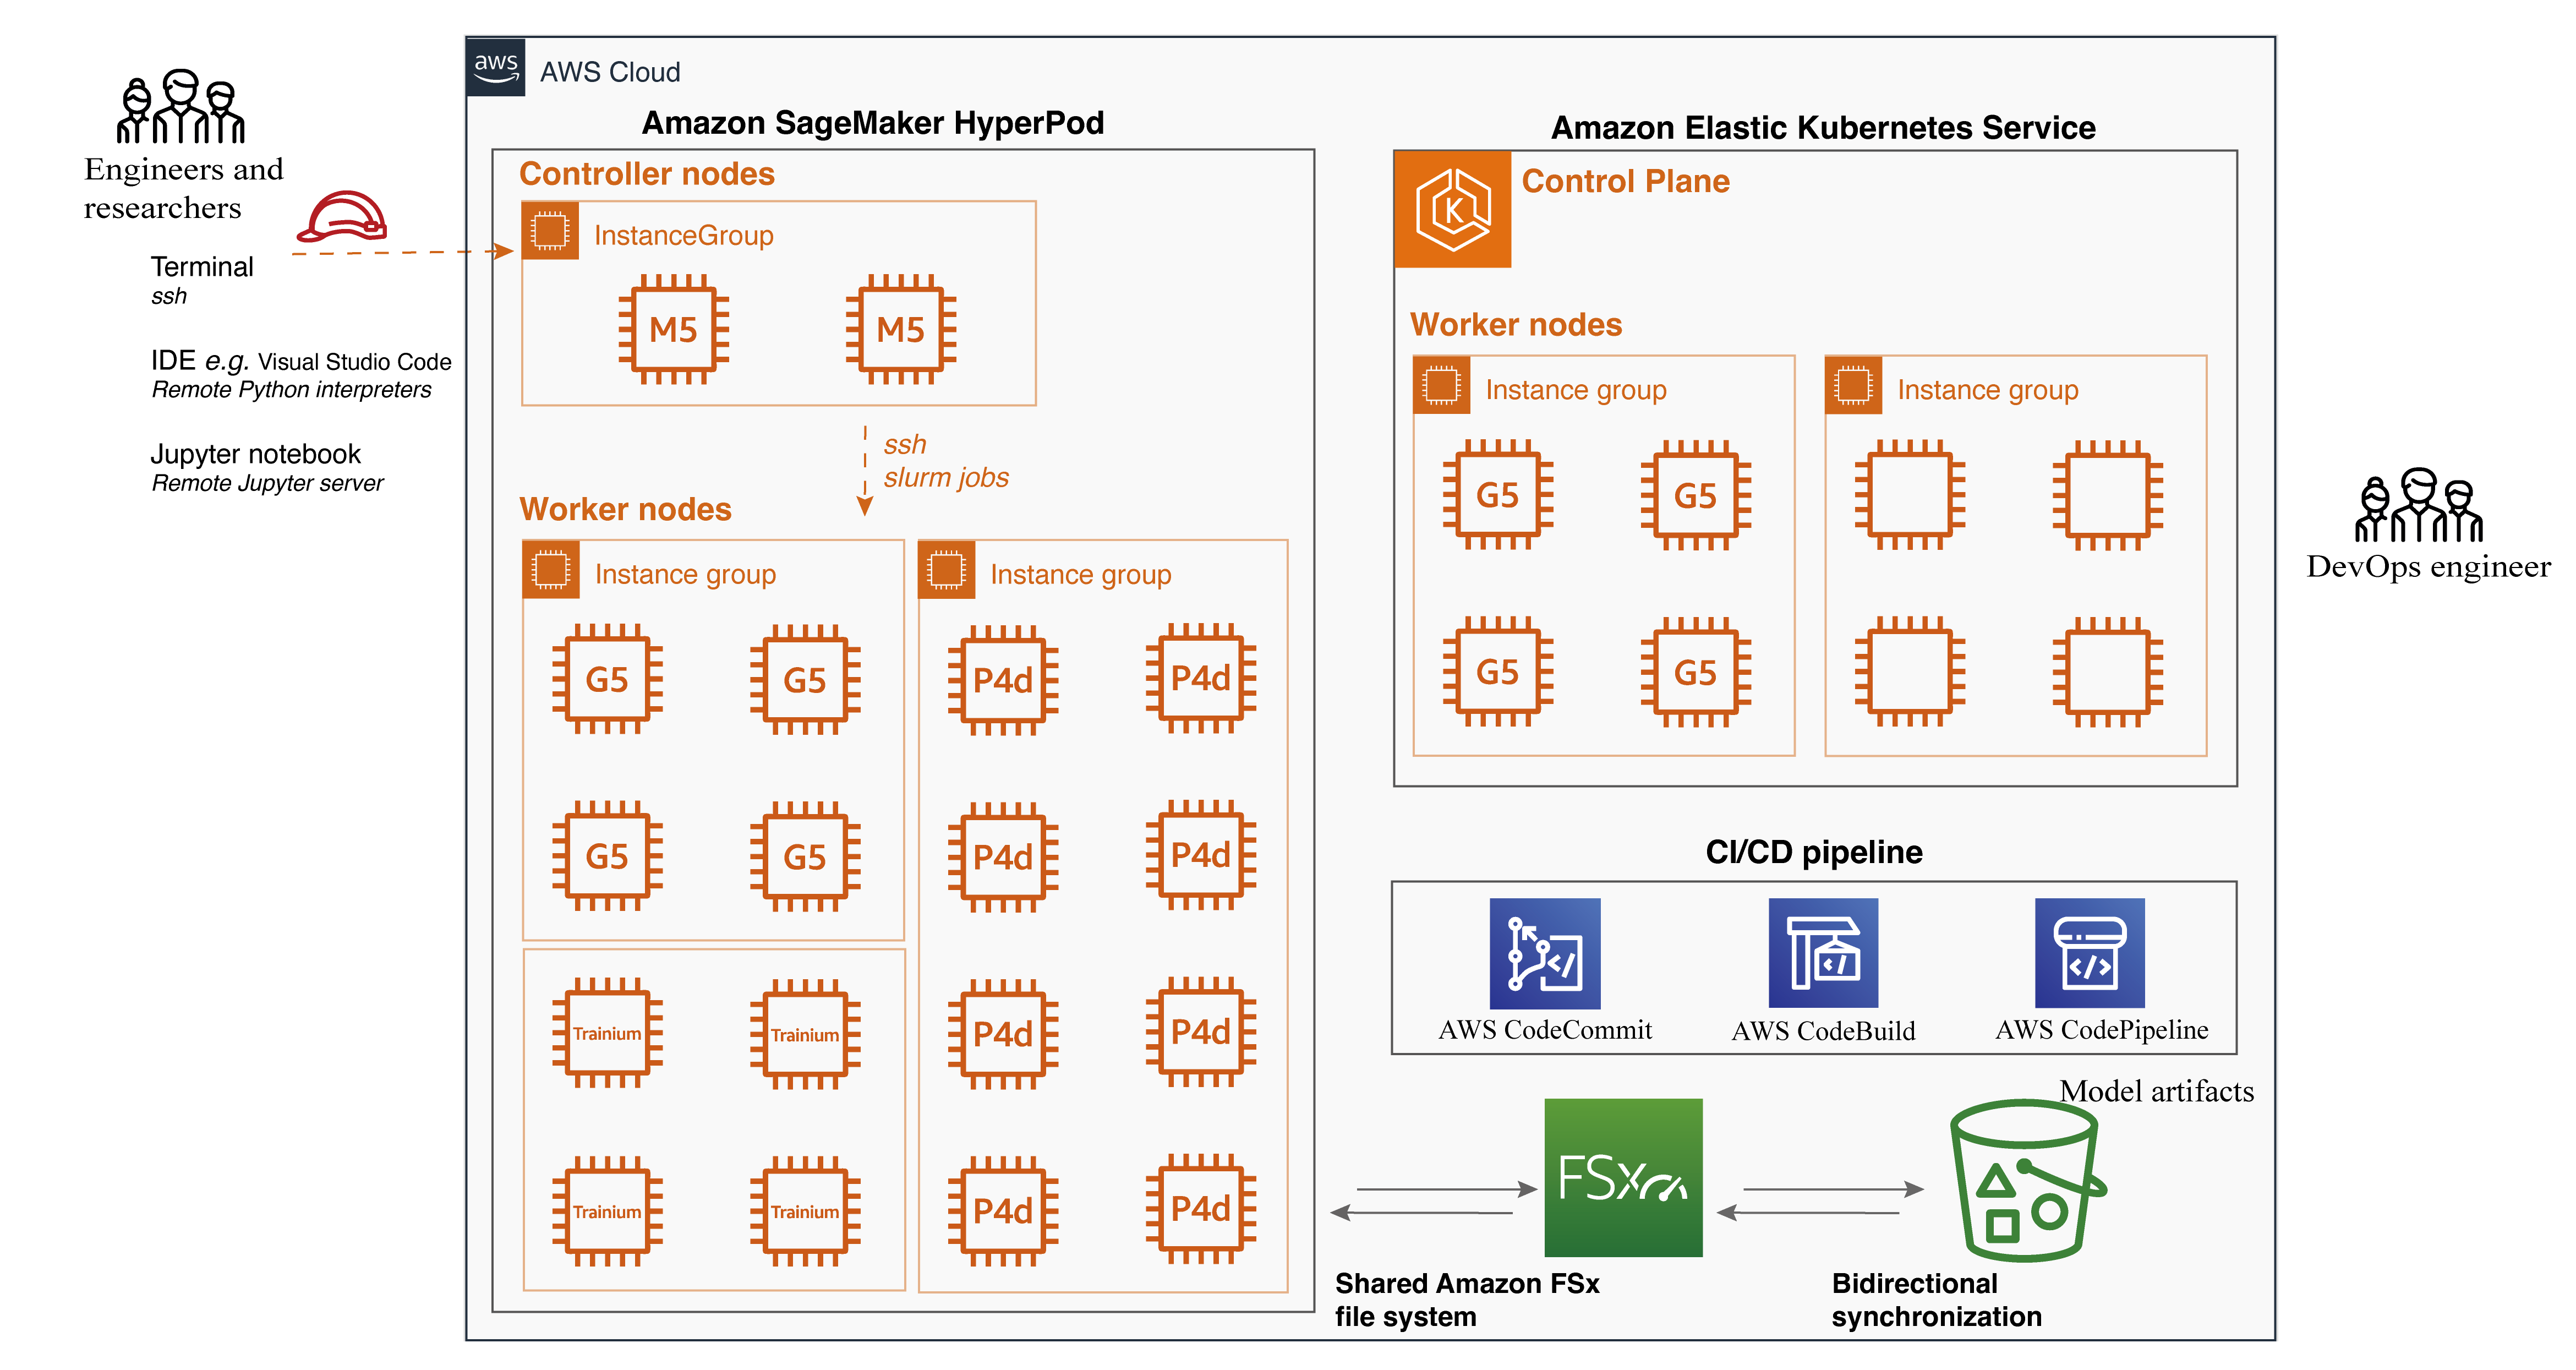 aws
AWS Cloud
Engineers and
researchers
Terminal
ssh
IDE e.g. Visual Studio Code
Remote Python interpreters
Jupyter notebook
Remote Jupyter server
Amazon SageMaker HyperPod
Controller nodes
InstanceGroup
M5 M5
ssh
slurm jobs
Worker nodes
Instance group
G5 G5
G5 G5
Trainium Trainium
Trainium Trainium
Instance group
P4d P4d
P4d P4d
P4d P4d
P4d P4d
Amazon Elastic Kubernetes Service
K
Control Plane
Worker nodes
Instance group
G5 G5
G5 G5
Instance group
DevOps engineer
CI/CD pipeline
AWS CodeCommit
AWS CodeBuild
AWS CodePipeline
Model artifacts
FSx
Shared Amazon FSx
file system
Bidirectional
synchronization